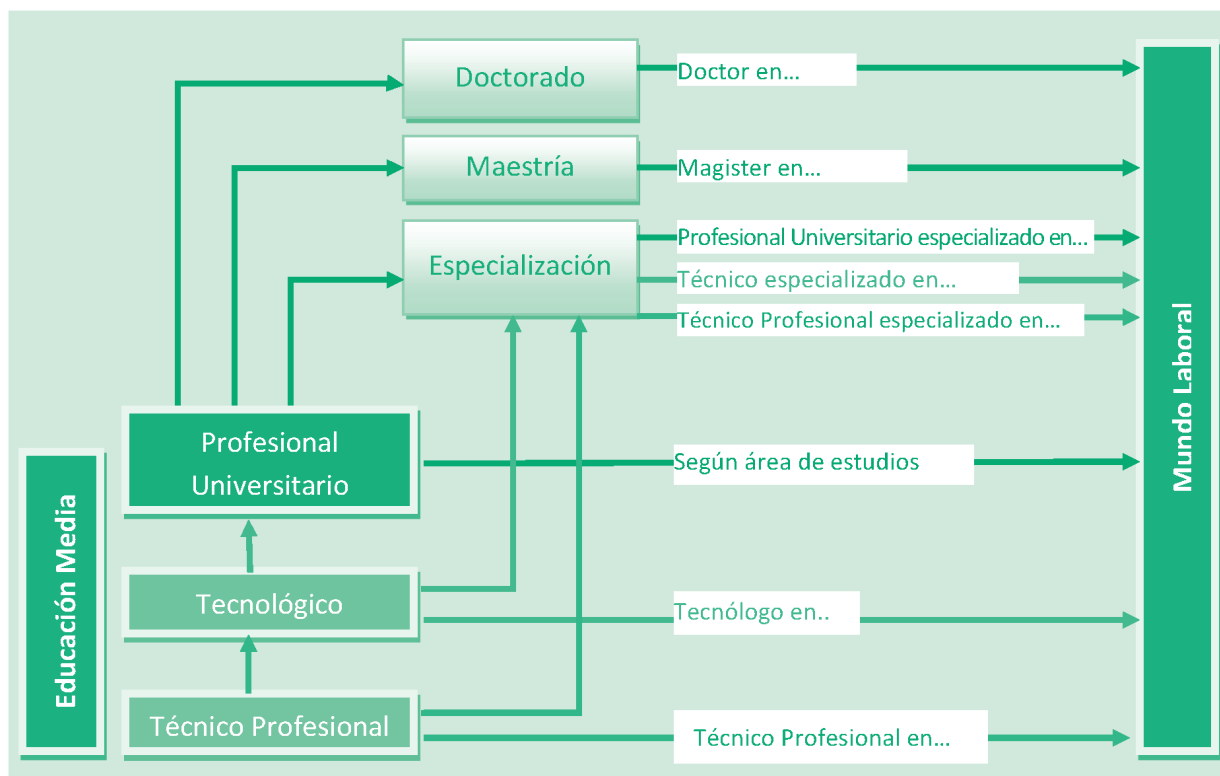 Doctorado
Doctor en...
Maestría
Magister en...
Especialización
Profesional Universitario especializado en...
Técnico especializado en...
Técnico Profesional especializado en...
Profesional
Universitario
Según área de estudios
Tecnológico
Tecnólogo en..
Técnico Profesional
Técnico Profesional en...
Educación Media
Mundo Laboral